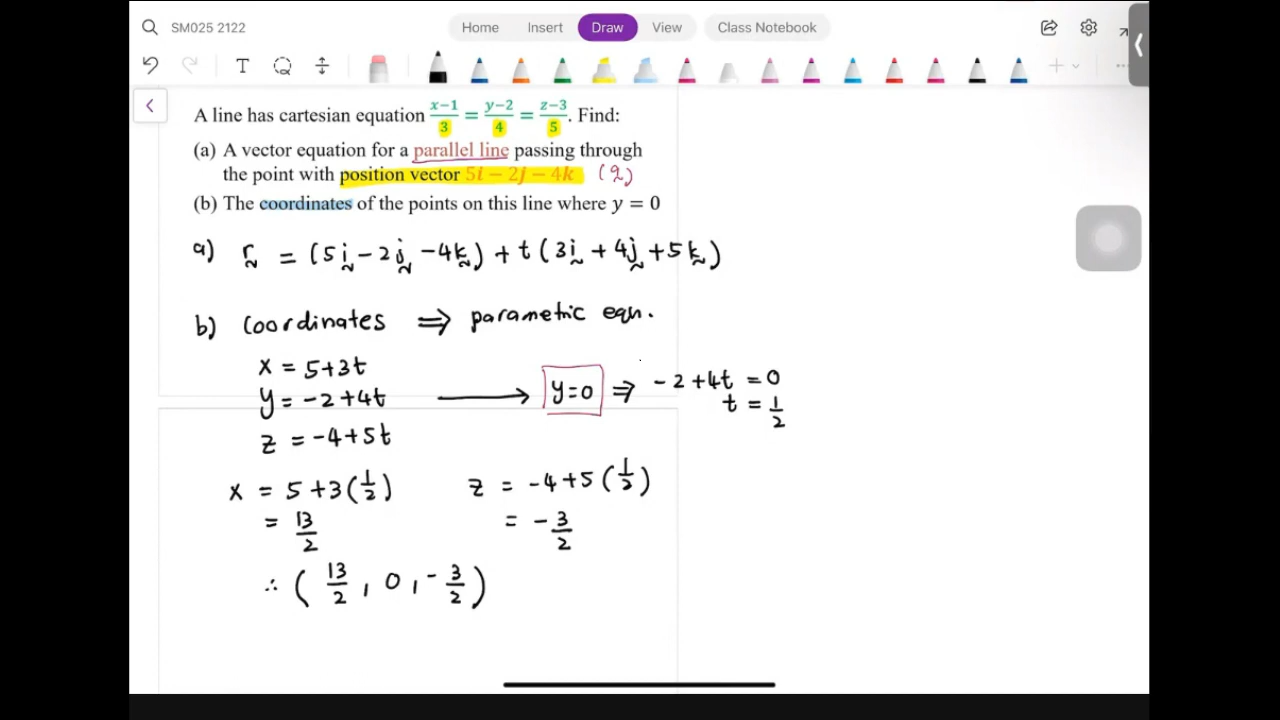 SM025 2122
Home Insert Draw View Class Notebook
A line has cartesian equation (x−1)/3 = (y−2)/4 = (z−3)/5. Find:
(a) A vector equation for a parallel line passing through
the point with position vector 5i − 2j − 4k (2)
(b) The coordinates of the points on this line where y = 0
a) r = (5i − 2j − 4k) + t(3i + 4j + 5k)
b) Coordinates ⇒ parametric eqn.
x = 5+3t
y = −2+4t → y=0 ⇒ −2+4t = 0
t = 1/2
z = −4+5t
x = 5+3(1/2) z = −4+5(1/2)
= 13/2 = −3/2
∴ (13/2, 0, −3/2)